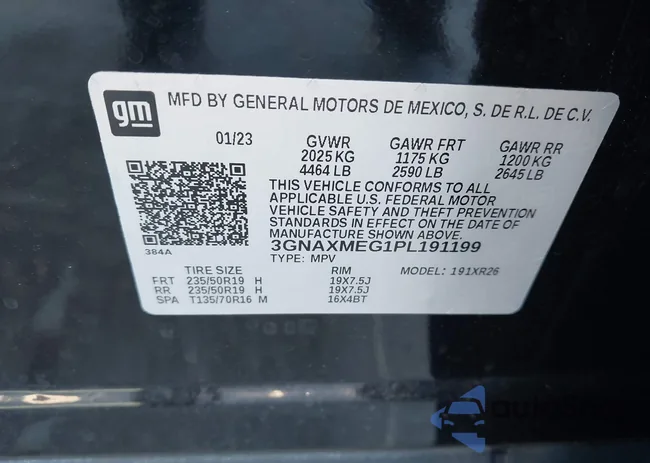 gm
MFD BY GENERAL MOTORS DE MEXICO, S. DE R.L. DE C.V.
01/23 GVWR GAWR FRT GAWR RR
2025 KG 1175 KG 1200 KG
4464 LB 2590 LB 2645 LB
THIS VEHICLE CONFORMS TO ALL
APPLICABLE U.S. FEDERAL MOTOR
VEHICLE SAFETY AND THEFT PREVENTION
STANDARDS IN EFFECT ON THE DATE OF
MANUFACTURE SHOWN ABOVE.
384A
3GNAXMEG1PL191199
TYPE: MPV MODEL: 191XR26
TIRE SIZE RIM
FRT 235/50R19 H 19X7.5J
RR 235/50R19 H 19X7.5J
SPA T135/70R16 M 16X4BT